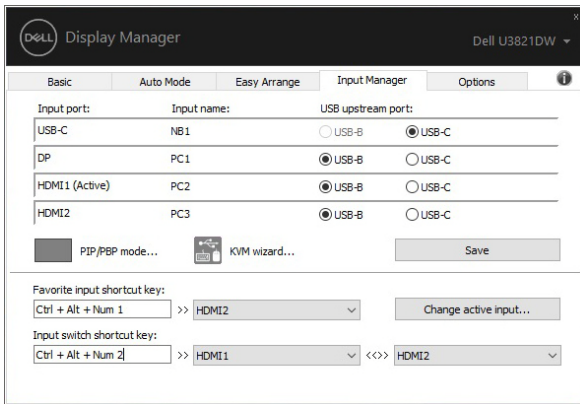 DELL Display Manager
Dell U3821DW
Basic Auto Mode Easy Arrange Input Manager Options
Input port: Input name: USB upstream port:
USB-C NB1 USB-B USB-C
DP PC1 USB-B USB-C
HDMI1 (Active) PC2 USB-B USB-C
HDMI2 PC3 USB-B USB-C
PIP/PBP mode... KVM wizard... Save
Favorite input shortcut key:
Ctrl + Alt + Num 1 >> HDMI2 Change active input...
Input switch shortcut key:
Ctrl + Alt + Num 2 >> HDMI1 <<>> HDMI2